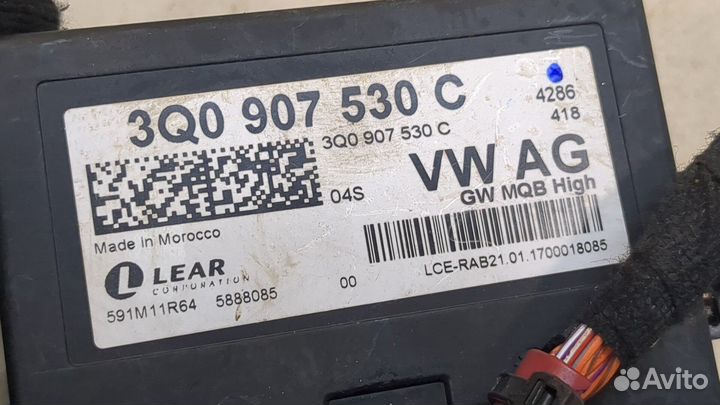 3Q0 907 530 C
4286
3Q0 907 530 C
418
VW AG
04S
GW MQB High
Made in Morocco
LEAR
CORPORATION
LCE-RAB21.01.1700018085
591M11R64 5888085 00
Avito